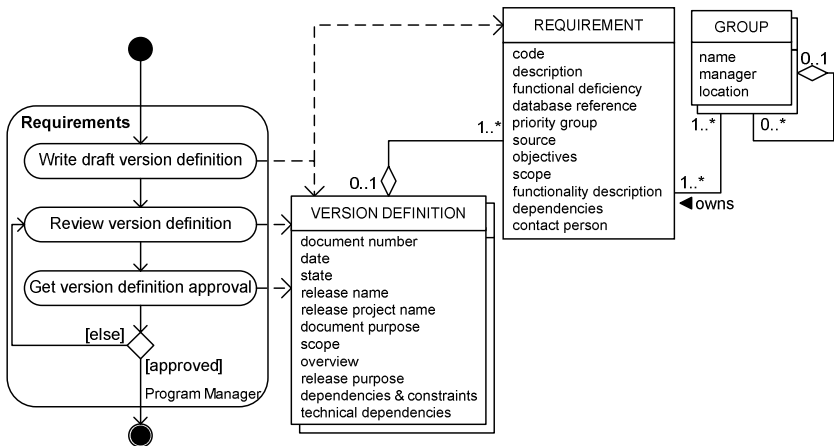 Requirements
Write draft version definition
Review version definition
Get version definition approval
[else]
[approved]
Program Manager
VERSION DEFINITION
document number
date
state
release name
release project name
document purpose
scope
overview
release purpose
dependencies & constraints
technical dependencies
0..1
1..*
REQUIREMENT
code
description
functional deficiency
database reference
priority group
source
objectives
scope
functionality description
dependencies
contact person
GROUP
name
manager
location
0..1
1..*
0..*
1..*
◀ owns